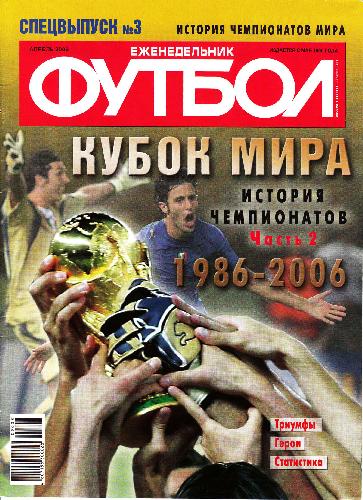 СПЕЦВЫПУСК №3
ИСТОРИЯ ЧЕМПИОНАТОВ МИРА
ЕЖЕНЕДЕЛЬНИК
ФУТБОЛ
КУБОК МИРА
ИСТОРИЯ
ЧЕМПИОНАТОВ
Часть 2
1986-2006
Триумфы
Герои
Статистика